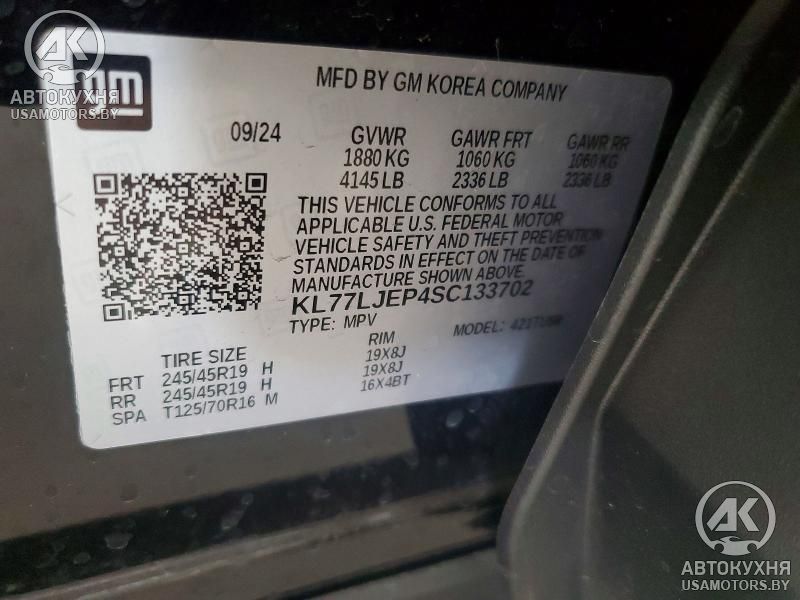 gm
АВТОКУХНЯ
USAMOTORS.BY
MFD BY GM KOREA COMPANY
09/24 GVWR GAWR FRT GAWR RR
1880 KG 1060 KG 1060 KG
4145 LB 2336 LB 2336 LB
THIS VEHICLE CONFORMS TO ALL
APPLICABLE U.S. FEDERAL MOTOR
VEHICLE SAFETY AND THEFT PREVENTION
STANDARDS IN EFFECT ON THE DATE OF
MANUFACTURE SHOWN ABOVE.
KL77LJEP4SC133702
TYPE: MPV MODEL:
TIRE SIZE RIM
FRT 245/45R19 H 19X8J
RR 245/45R19 H 19X8J
SPA T125/70R16 M 16X4BT
АК
АВТОКУХНЯ
USAMOTORS.BY